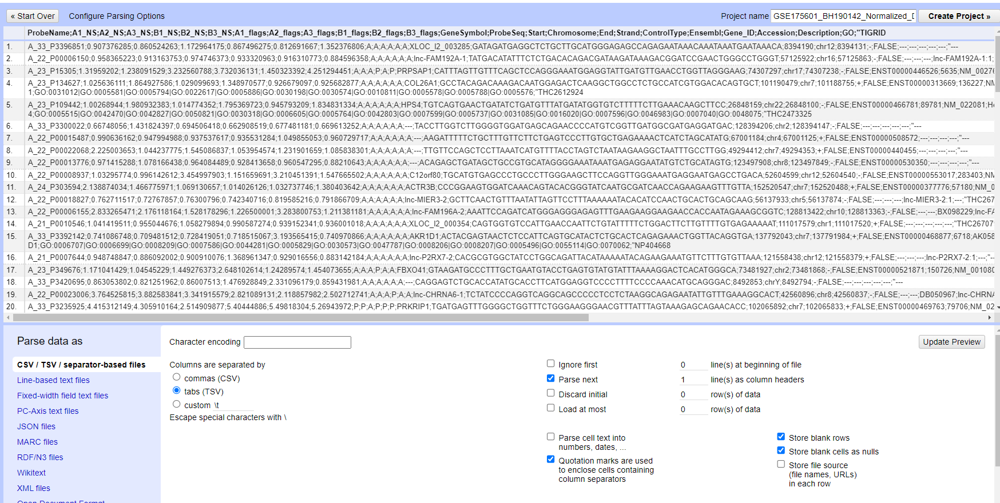 « Start Over Configure Parsing Options Project name GSE175601_BH190142_Normalized_D Create Project »
ProbeName;A1_NS;A2_NS;A3_NS;B1_NS;B2_NS;B3_NS;A1_flags;A2_flags;A3_flags;B1_flags;B2_flags;B3_flags;GeneSymbol;ProbeSeq;Start;Chromosome;End;Strand;ControlType;Ensembl;Gene_ID;Accession;Description;GO;"TIGRID
1. A_33_P3396851;0.907376285;0.860524263;1.172964175;0.867496275;0.812691667;1.352376806;A;A;A;A;A;A;XLOC_I2_003285;GATAGATGAGGCTCTGCTTGCATGGGAGAGCCAGAGAATAAACAAATAAATGAATAAACA;8394190;chr12;8394131;-;FALSE;---;---;---;---;---;"---
2. A_22_P00006150;0.958365223;0.913163753;0.974746373;0.933320963;0.916310773;0.884596358;A;A;A;A;A;A;lnc-FAM192A-1;TATGACATATTTCTCTGACACAGACGATAAGATAAAGACGGATCCGAACTGGGCCTGGGT;57125922;chr16;57125863;-;FALSE;---;---;---;lnc-FAM192A-1:1;
3. A_23_P15305;1.31959202;1.238091529;3.232560788;3.732036131;1.450323392;4.251294451;A;A;A;P;A;P;PRPSAP1;CATTTAGTTGTTTCAGCTCCAGGGAAATGGAGGTATTGATGTTGAACCTGGTTAGGGAAG;74307297;chr17;74307238;-;FALSE;ENST00000446526;5635;NM_00276
4. A_23_P134627;1.025636111;1.864927586;1.029099693;1.348970577;0.926679097;0.925682877;A;A;A;A;A;A;COL26A1;GCCTACAGACAAAGACAATGGAGACTCAAGGCTGGCCTCTGCCATCGTGGACACAGTGCT;101190479;chr7;101188755;+;FALSE;ENST00000313669;136227;NM
1;GO:0031012|GO:0005581|GO:0005794|GO:0022617|GO:0005886|GO:0030198|GO:0030574|GO:0010811|GO:0005578|GO:0005788|GO:0005576;"THC2612924
5. A_23_P109442;1.00268944;1.980932383;1.014774352;1.795369723;0.945793209;1.834831334;A;A;A;A;A;A;HPS4;TGTCAGTGAACTGATATCTGATGTTTATGATATGGTGTCTTTTTCTTGAAACAAGCTTCC;26848159;chr22;26848100;-;FALSE;ENST00000466781;89781;NM_022081;He
4;GO:0005515|GO:0042470|GO:0042827|GO:0050821|GO:0030318|GO:0006605|GO:0005764|GO:0042803|GO:0007599|GO:0005737|GO:0031085|GO:0016020|GO:0007596|GO:0046983|GO:0007040|GO:0048075;"THC2473325
6. A_33_P3300022;0.66748056;1.431824397;0.694506418;0.662908519;0.677481181;0.669613252;A;A;A;A;A;A;---;TACCTTGGTCTTGGGGTGGATGAGCAGAACCCCATGTCGGTTGATGGCGATGAGGATGAC;128394206;chr2;128394147;-;FALSE;---;---;---;---;---;"---
7. A_22_P00015487;0.990636162;0.947994988;0.937537617;0.935531284;1.049855053;0.960729717;A;A;A;A;A;A;---;AAGATTTTTCTGCTTTGTTCTTCTGAGTCCCTTGTGCTGAGAAAACTCATCTAGCATATG;67001184;chr4;67001125;+;FALSE;ENST00000508572;---;---;---;---;"---
8. A_22_P00022068;2.225003653;1.044237775;1.545086837;1.053954574;1.231901659;1.085838301;A;A;A;A;A;A;---;TTGTTCCAGCTCCTTAAATCATGTTTTACCTAGTCTAATAAGAAGGCTAATTTGCCTTGG;49294412;chr7;49294353;+;FALSE;ENST00000440455;---;---;---;---;"---
9. A_22_P00013776;0.971415288;1.078166438;0.964084489;0.928413658;0.960547295;0.88210643;A;A;A;A;A;A;---;ACAGAGCTGATAGCTGCCGTGCATAGGGGAAATAAATGAGAGGAATATGTCTGCATAGTG;123497908;chr8;123497849;-;FALSE;ENST00000530350;---;---;---;---;"---
10. A_22_P00008937;1.03295774;0.996142612;3.454997903;1.151659691;3.210451391;1.547665502;A;A;A;A;A;A;C12orf80;TGCATGTGAGCCCTGCCCTTGGGAAGCTTCCAGGTTGGGAAATGAGGAATGAGCCTGACA;52604599;chr12;52604540;-;FALSE;ENST00000553017;283403;NM
11. A_24_P303594;2.138874034;1.466775971;1.069130657;1.014026126;1.032737746;1.380403642;A;A;A;A;A;A;ACTR3B;CCCGGAAGTGGATCAAACAGTACACGGGTATCAATGCGATCAACCAGAAGAAGTTTGTTA;152520547;chr7;152520488;+;FALSE;ENST00000377776;57180;NM_0
12. A_22_P00018827;0.762711517;0.72767857;0.76300796;0.742340716;0.819585216;0.791866709;A;A;A;A;A;A;lnc-MIER3-2;GCTTCAACTGTTTAATATTAGTTCCTTTAAAAAATACACATCCAACTGCACTGCAGCAAG;56137933;chr5;56137874;-;FALSE;---;---;---;lnc-MIER3-2:1;---;"THC267
13. A_22_P00006155;2.833265471;2.176118164;1.528178296;1.226500001;3.283800753;1.211381181;A;A;A;A;A;A;lnc-FAM196A-2;AAATTCCAGATCATGGGAGGGAGAGTTTGAAGAAGGAAGAACCACCAATAGAAAGCGGTC;128813422;chr10;128813363;-;FALSE;---;---;BX098229;lnc-F
14. A_21_P0010546;1.041419511;0.955044676;1.058279894;0.990587274;0.939152341;0.936001018;A;A;A;A;A;A;XLOC_I2_000354;CAGTGGTGTCCATTGAACCAATTCTGTATTTTTCTGGACTTCTTGTTTTGTGAGAAAAAT;111017579;chr1;111017520;+;FALSE;---;---;---;---;---;"THC26707
15. A_33_P3392142;0.741086748;0.709481512;0.728419051;0.718515067;3.193565415;0.740970866;A;A;A;A;A;A;AKR1D1;ACTACGAGTAACTCTCCATTCAGTGCATACTCTGCACTCAGAGAAACTGGTTACAGGTGA;137792043;chr7;137791984;+;FALSE;ENST00000468877;6718;AK058
D1;GO:0006707|GO:0006699|GO:0008209|GO:0007586|GO:0044281|GO:0005829|GO:0030573|GO:0047787|GO:0008206|GO:0008207|GO:0005496|GO:0055114|GO:0070062;"NP404668
16. A_21_P0007644;0.948748847;0.886092002;0.900910076;1.368961347;0.929016556;0.883142184;A;A;A;A;A;A;lnc-P2RX7-2;CACGCGTGGCTATCCTGGCAGATTACATAAAAATACAGAAGAAATGTTCTTTGTGTTAAA;121558438;chr12;121558379;+;FALSE;---;---;---;lnc-P2RX7-2:1;---;"--
17. A_23_P349676;1.171041429;1.04545229;1.449276373;2.648102614;1.24289574;1.454073655;A;A;A;P;A;A;FBXO41;GTAAGATGCCCTTTGCTGAATGTACCTGAGTGTATGTATTTAAAAGGACTCACATGGGCA;73481927;chr2;73481868;-;FALSE;ENST00000521871;150726;NM_001080
18. A_33_P3420695;0.863053802;0.821251962;0.86007513;1.476928849;2.331096179;0.859431981;A;A;A;A;A;A;---;CAGGAGTCTGCACCATATGCACCTTCATGGAGGTCCCCTTTTCCCCAAACATGCAGGGAC;8492853;chrY;8492794;-;FALSE;---;---;---;---;---;"---
19. A_22_P00023006;3.764525815;3.882583841;3.341915579;2.821089131;2.118857982;2.502712741;A;A;A;P;A;A;lnc-CHRNA6-1;TCTATCCCCAGGTCAGGCAGCCCCCTCCTCTAAGGCAGAGAATATTGTTTGAAAGGCACT;42560896;chr8;42560837;-;FALSE;---;---;DB050967;lnc-CHRNA
20. A_33_P3235925;4.415312149;4.305910164;2.514909877;5.40444886;5.49818304;5.26943972;P;P;A;P;P;P;PRKRIP1;TGATGAGTTTGGGGCTGGTTTCTGGGAAGGGAACGTTTATTTAGTAAAGAGCAGAACACC;102065892;chr7;102065833;+;FALSE;ENST00000469763;79706;NM_02
Parse data as
CSV / TSV / separator-based files
Line-based text files
Fixed-width field text files
PC-Axis text files
JSON files
MARC files
RDF/N3 files
Wikitext
XML files
Open Document Format
Character encoding Update Preview
Columns are separated by
commas (CSV)
tabs (TSV)
custom \t
Escape special characters with \
Ignore first 0 line(s) at beginning of file
Parse next 1 line(s) as column headers
Discard initial 0 row(s) of data
Load at most 0 row(s) of data
Parse cell text into
numbers, dates, ...
Quotation marks are used
to enclose cells containing
column separators
Store blank rows
Store blank cells as nulls
Store file source
(file names, URLs)
in each row